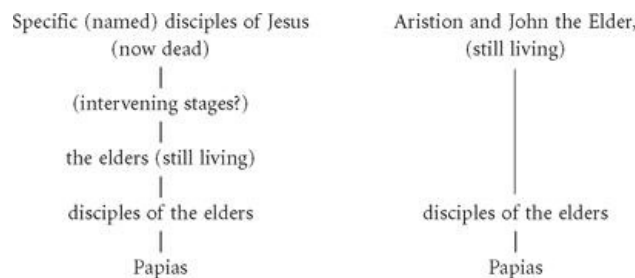 Specific (named) disciples of Jesus
(now dead)
(intervening stages?)
the elders (still living)
disciples of the elders
Papias
Aristion and John the Elder,
(still living)
disciples of the elders
Papias